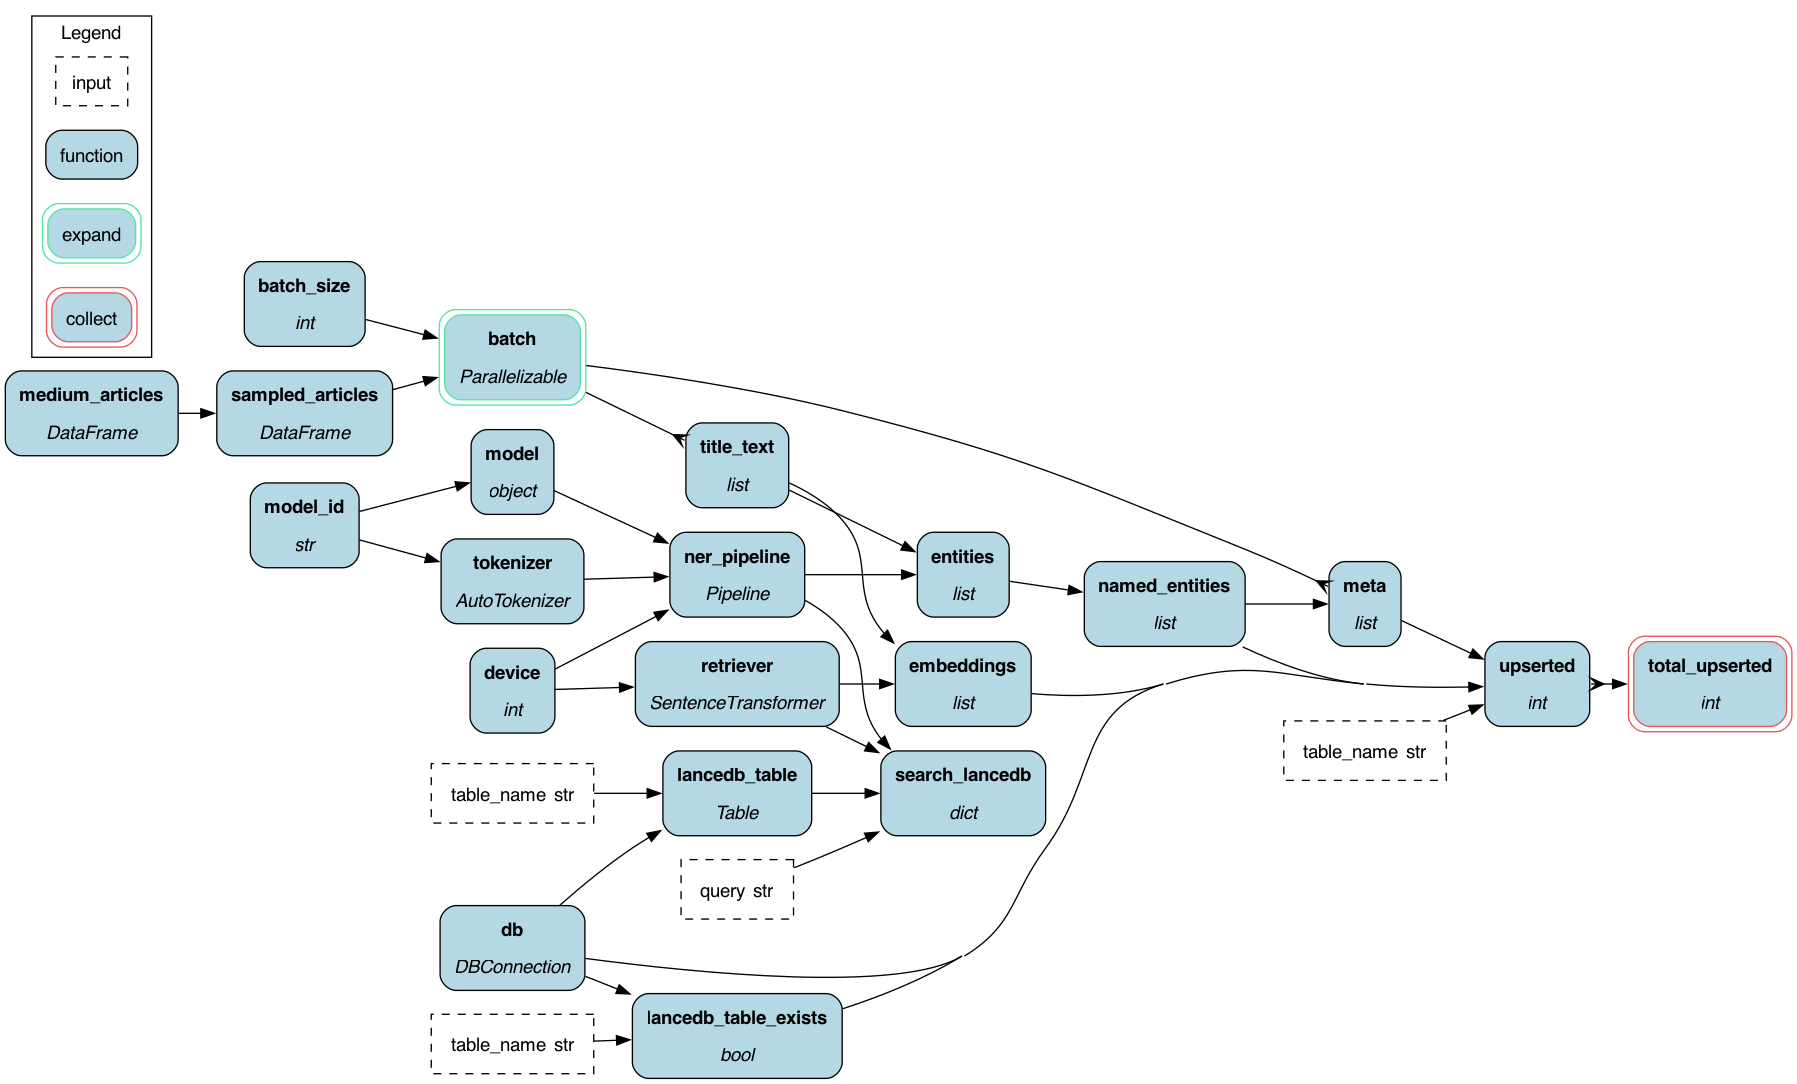 Legend
input
function
expand
collect
batch_size
int
medium_articles
DataFrame
sampled_articles
DataFrame
batch
Parallelizable
model_id
str
model
object
tokenizer
AutoTokenizer
device
int
title_text
list
ner_pipeline
Pipeline
retriever
SentenceTransformer
table_name str
lancedb_table
Table
query str
db
DBConnection
table_name str
lancedb_table_exists
bool
entities
list
embeddings
list
search_lancedb
dict
named_entities
list
meta
list
table_name str
upserted
int
total_upserted
int